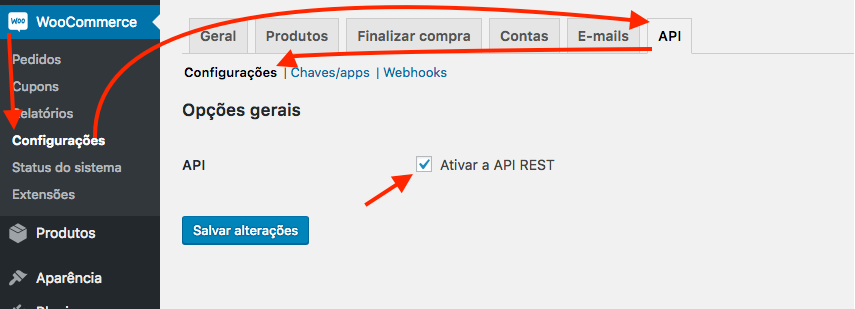 WOO WooCommerce
Pedidos
Cupons
Relatórios
Configurações
Status do sistema
Extensões
Produtos
Aparência
Geral Produtos Finalizar compra Contas E-mails API
Configurações | Chaves/apps | Webhooks
Opções gerais
API Ativar a API REST
Salvar alterações